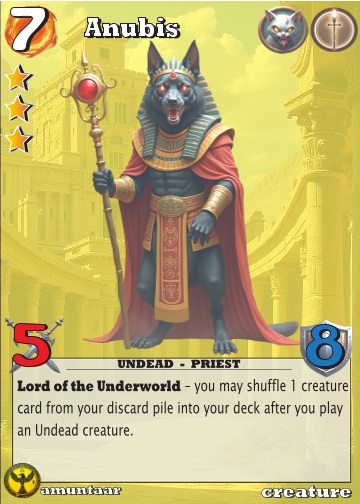 7 Anubis
5 8
UNDEAD - PRIEST
Lord of the Underworld - you may shuffle 1 creature
card from your discard pile into your deck after you play
an Undead creature.
amuntaar creature